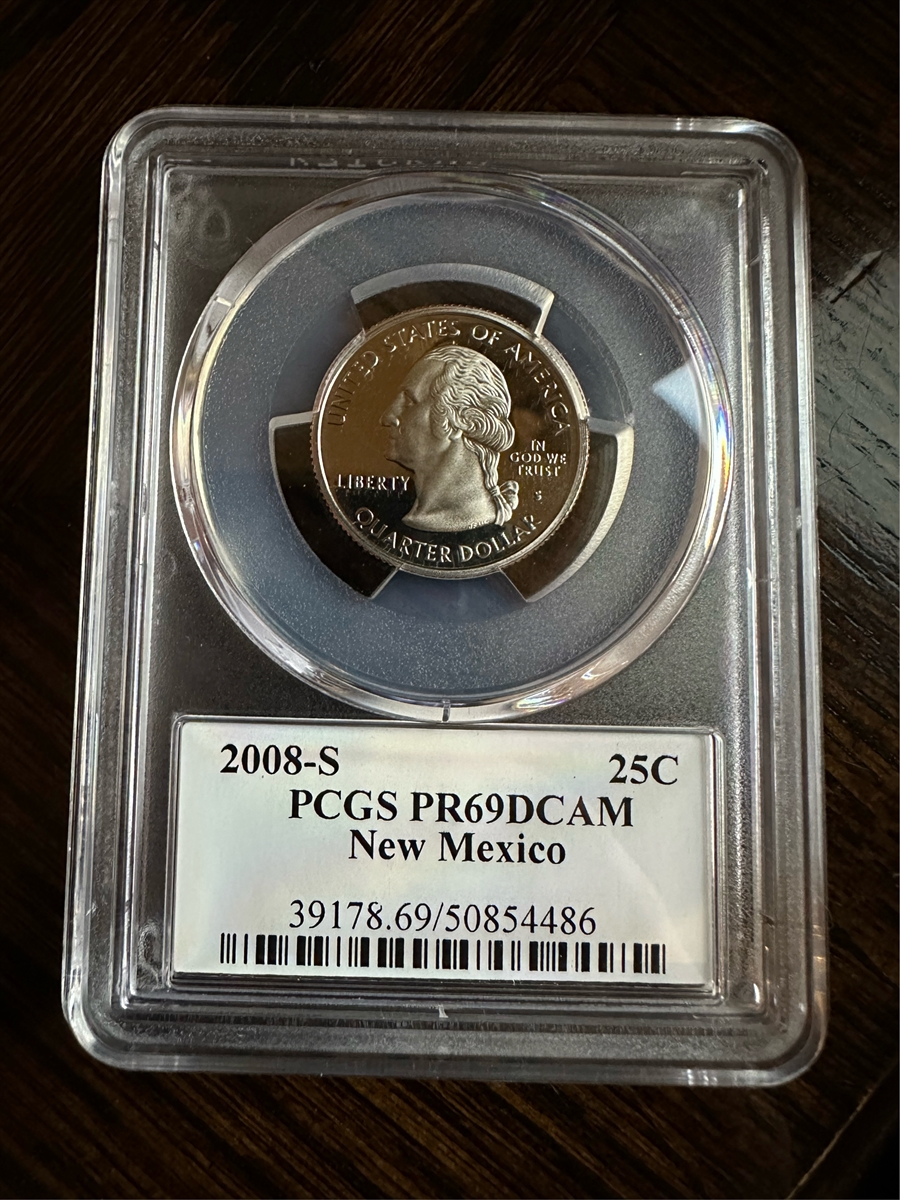 UNITED STATES OF AMERICA
LIBERTY
IN
GOD WE
TRUST
S
QUARTER DOLLAR
2008-S 25C
PCGS PR69DCAM
New Mexico
39178.69/50854486